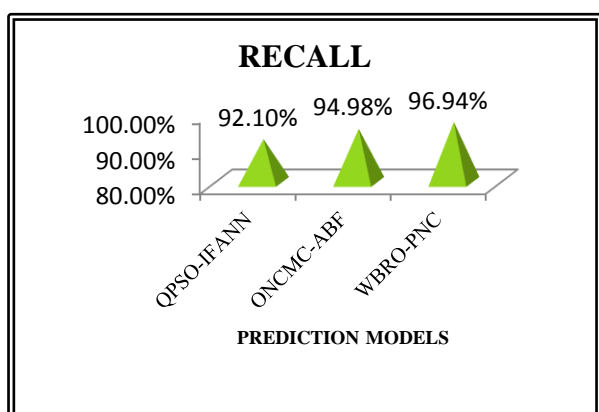 RECALL
92.10% 94.98% 96.94%
100.00%
90.00%
80.00%
QPSO-IFANN
ONCMC-ABF
WBRO-PNC
PREDICTION MODELS